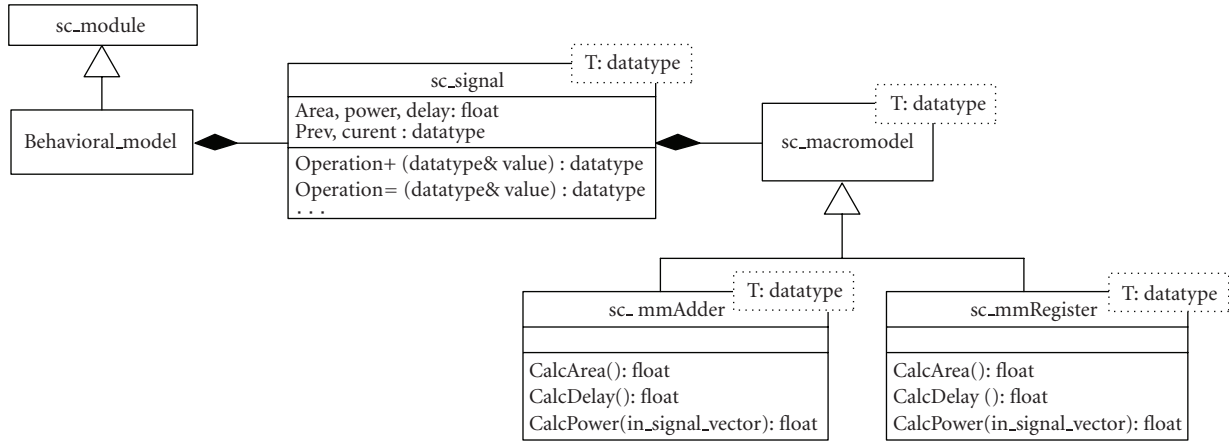 sc_module
Behavioral_model
T: datatype
sc_signal
Area, power, delay: float
Prev, curent : datatype
Operation+ (datatype& value) : datatype
Operation= (datatype& value) : datatype
. . .
T: datatype
sc_macromodel
T: datatype
sc_ mmAdder
CalcArea(): float
CalcDelay(): float
CalcPower(in_signal_vector): float
T: datatype
sc_mmRegister
CalcArea(): float
CalcDelay (): float
CalcPower(in_signal_vector): float